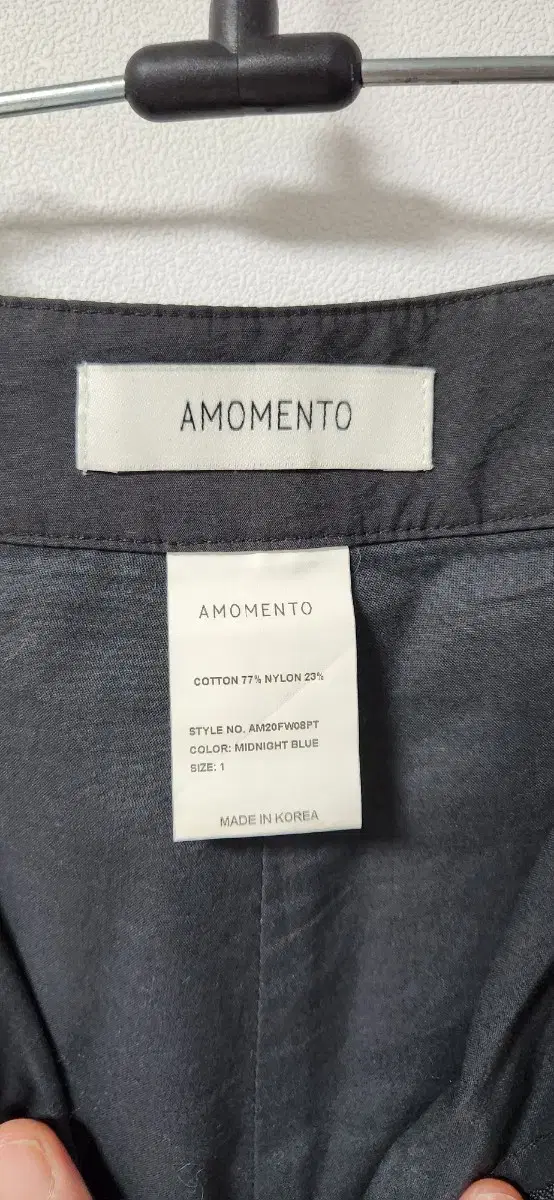 AMOMENTO
AMOMENTO
COTTON 77% NYLON 23%
STYLE NO. AM20FW08PT
COLOR: MIDNIGHT BLUE
SIZE: 1
MADE IN KOREA